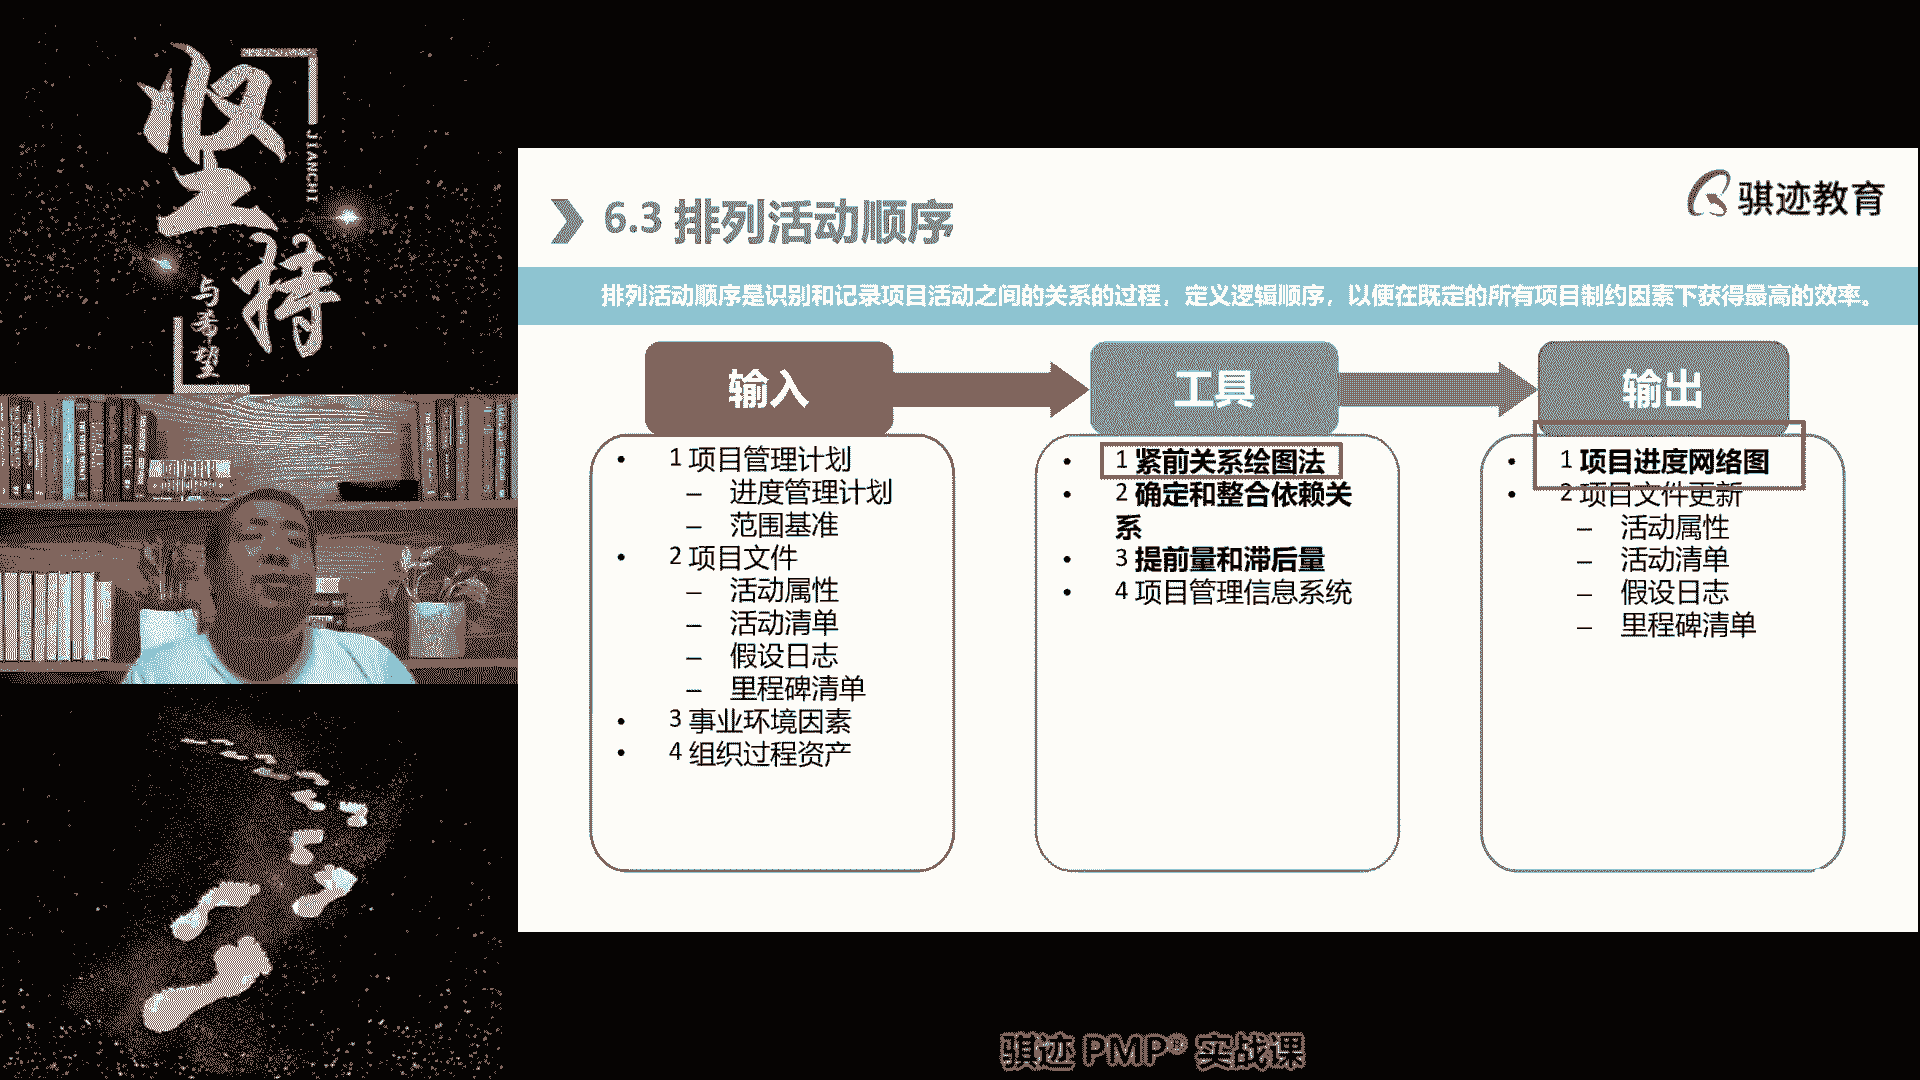 坚持
JIANCHI
与希望
骐迹教育
6.3 排列活动顺序
排列活动顺序是识别和记录项目活动之间的关系的过程，定义逻辑顺序，以便在既定的所有项目制约因素下获得最高的效率。
输入
• 1 项目管理计划
– 进度管理计划
– 范围基准
• 2 项目文件
– 活动属性
– 活动清单
– 假设日志
– 里程碑清单
• 3 事业环境因素
• 4 组织过程资产
工具
• 1 紧前关系绘图法
• 2 确定和整合依赖关
系
• 3 提前量和滞后量
• 4 项目管理信息系统
输出
• 1 项目进度网络图
• 2 项目文件更新
– 活动属性
– 活动清单
– 假设日志
– 里程碑清单
骐迹 PMP® 实战课